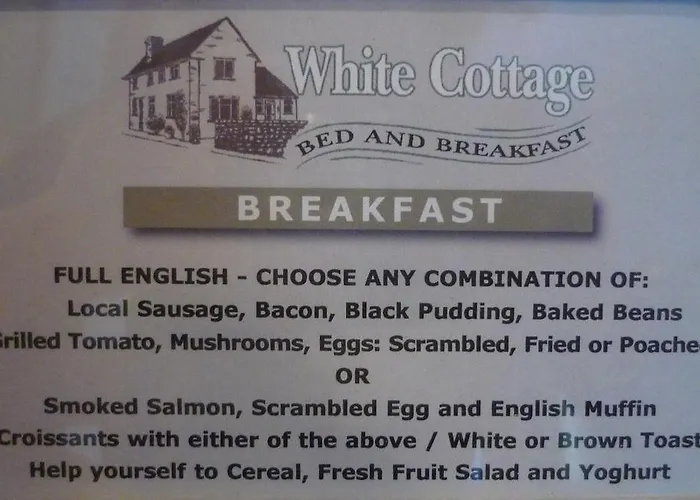 White Cottage
BED AND BREAKFAST
BREAKFAST
FULL ENGLISH - CHOOSE ANY COMBINATION OF:
Local Sausage, Bacon, Black Pudding, Baked Beans
Grilled Tomato, Mushrooms, Eggs: Scrambled, Fried or Poached
OR
Smoked Salmon, Scrambled Egg and English Muffin
Croissants with either of the above / White or Brown Toast
Help yourself to Cereal, Fresh Fruit Salad and Yoghurt